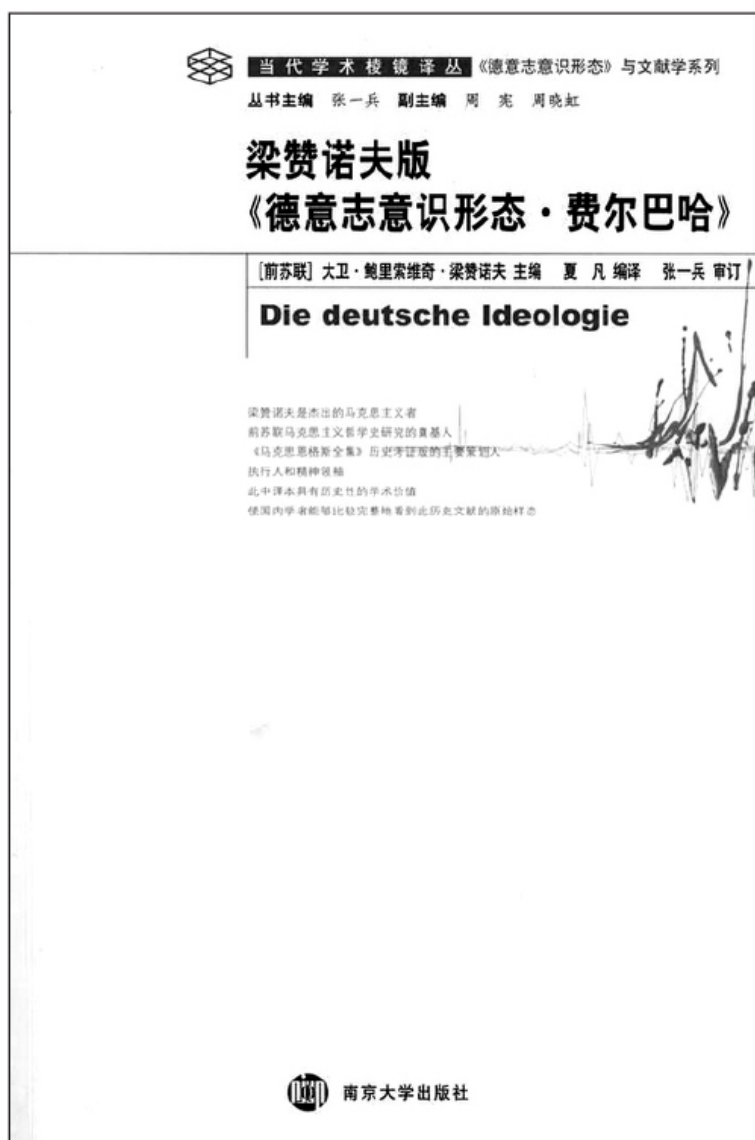 当代学术棱镜译丛 《德意志意识形态》与文献学系列
丛书主编 张一兵 副主编 周 宪 周晓虹
梁赞诺夫版
《德意志意识形态·费尔巴哈》
[前苏联] 大卫·鲍里索维奇·梁赞诺夫 主编 夏 凡 编译 张一兵 审订
Die deutsche Ideologie
梁赞诺夫是杰出的马克思主义者
前苏联马克思主义哲学史研究的奠基人
《马克思恩格斯全集》历史考证版的主要策划人
执行人和精神领袖
此中译本具有历史性的学术价值
使国内学者能够比较完整地看到此历史文献的原始样态
南京大学出版社